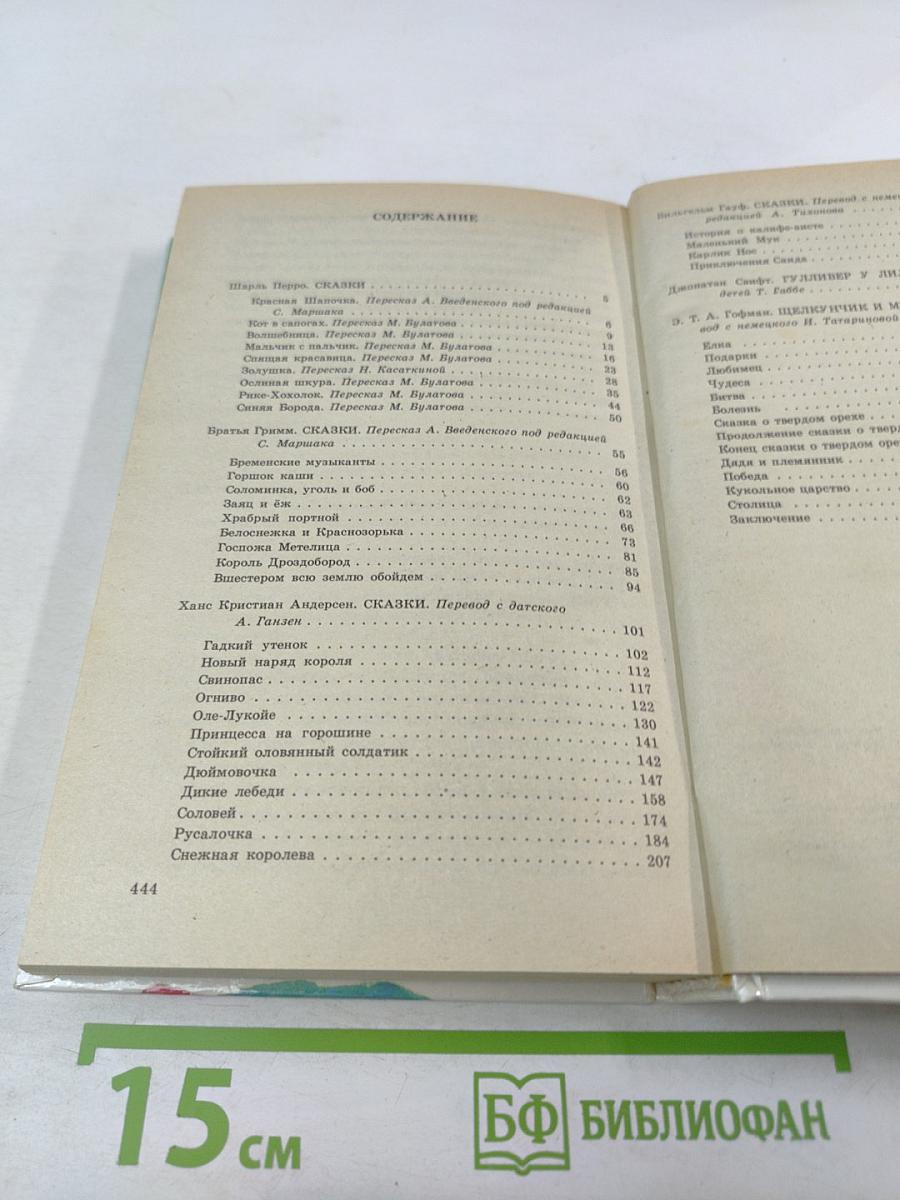 СОДЕРЖАНИЕ
Шарль Перро. СКАЗКИ . . . . . . . . . . . . . . . . . . . . 5
Красная Шапочка. Пересказ А. Введенского под редакцией
С. Маршака . . . . . . . . . . . . . . . . . . . . 6
Кот в сапогах. Пересказ М. Булатова . . . . . . . . . . 9
Волшебница. Пересказ М. Булатова . . . . . . . . . . 13
Мальчик с пальчик. Пересказ М. Булатова . . . . . . . . 16
Спящая красавица. Пересказ М. Булатова . . . . . . . . 23
Золушка. Пересказ Н. Касаткиной . . . . . . . . . . 28
Ослиная шкура. Пересказ М. Булатова . . . . . . . . 35
Рике-Хохолок. Пересказ М. Булатова . . . . . . . . 44
Синяя Борода. Пересказ М. Булатова . . . . . . . . 50
Братья Гримм. СКАЗКИ. Пересказ А. Введенского под редакцией
С. Маршака . . . . . . . . . . . . . . . . . . . . 55
Бременские музыканты . . . . . . . . . . . . . . . . 56
Горшок каши . . . . . . . . . . . . . . . . . . . . 60
Соломинка, уголь и боб . . . . . . . . . . . . . . . . 62
Заяц и ёж . . . . . . . . . . . . . . . . . . . . 63
Храбрый портной . . . . . . . . . . . . . . . . . . 66
Белоснежка и Краснозорька . . . . . . . . . . . . . . 73
Госпожа Метелица . . . . . . . . . . . . . . . . . . 81
Король Дроздобород . . . . . . . . . . . . . . . . . . 85
Вшестером всю землю обойдем . . . . . . . . . . . . . . 94
Ханс Кристиан Андерсен. СКАЗКИ. Перевод с датского
А. Ганзен . . . . . . . . . . . . . . . . . . . . 101
Гадкий утенок . . . . . . . . . . . . . . . . . . . . 102
Новый наряд короля . . . . . . . . . . . . . . . . . . 112
Свинопас . . . . . . . . . . . . . . . . . . . . 117
Огниво . . . . . . . . . . . . . . . . . . . . 122
Оле-Лукойе . . . . . . . . . . . . . . . . . . . . 130
Принцесса на горошине . . . . . . . . . . . . . . . . 141
Стойкий оловянный солдатик . . . . . . . . . . . . . . 142
Дюймовочка . . . . . . . . . . . . . . . . . . . . 147
Дикие лебеди . . . . . . . . . . . . . . . . . . . . 158
Соловей . . . . . . . . . . . . . . . . . . . . 174
Русалочка . . . . . . . . . . . . . . . . . . . . 184
Снежная королева . . . . . . . . . . . . . . . . . . 207
444
Вильгельм Гауф. СКАЗКИ. Перевод с
редакцией А. Тихонова . . . .
История о калифе-аисте . . . .
Маленький Мук . . . .
Карлик Нос . . . .
Приключения Саида . . . .
Джонатан Свифт. ГУЛЛИВЕР У
детей Т. Габбе . . . .
Э. Т. А. Гофман. ЩЕЛКУНЧИК И
вод с немецкого И. Татариновой
Елка . . . .
Подарки . . . .
Любимец . . . .
Чудеса . . . .
Битва . . . .
Болезнь . . . .
Сказка о твердом орехе . . . .
Продолжение сказки о
Конец сказки о твердом
Дядя и племянник . . . .
Победа . . . .
Кукольное царство . . . .
Столица . . . .
Заключение . . . .
15 см
БФ БИБЛИОФАН